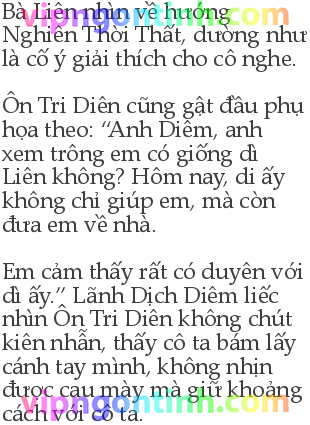 Bà Liên nhìn về hướng
vipngontinh.com
Nghiên Thời Thất, dường như
là cố ý giải thích cho cô nghe.
Ôn Tri Diên cũng gật đầu phụ
họa theo: “Anh Diêm, anh
xem trông em có giống dì
Liên không? Hôm nay, di ấy
không chỉ giúp em, mà còn
đưa em về nhà.
Em cảm thấy rất có duyên với
dì ấy.” Lãnh Dịch Diêm liếc
nhìn Ôn Tri Diên không chút
kiên nhẫn, thấy cô ta bám lấy
cánh tay mình, không nhịn
được cau mày mà giữ khoảng
vipngontinh.com
cách với cô ta.